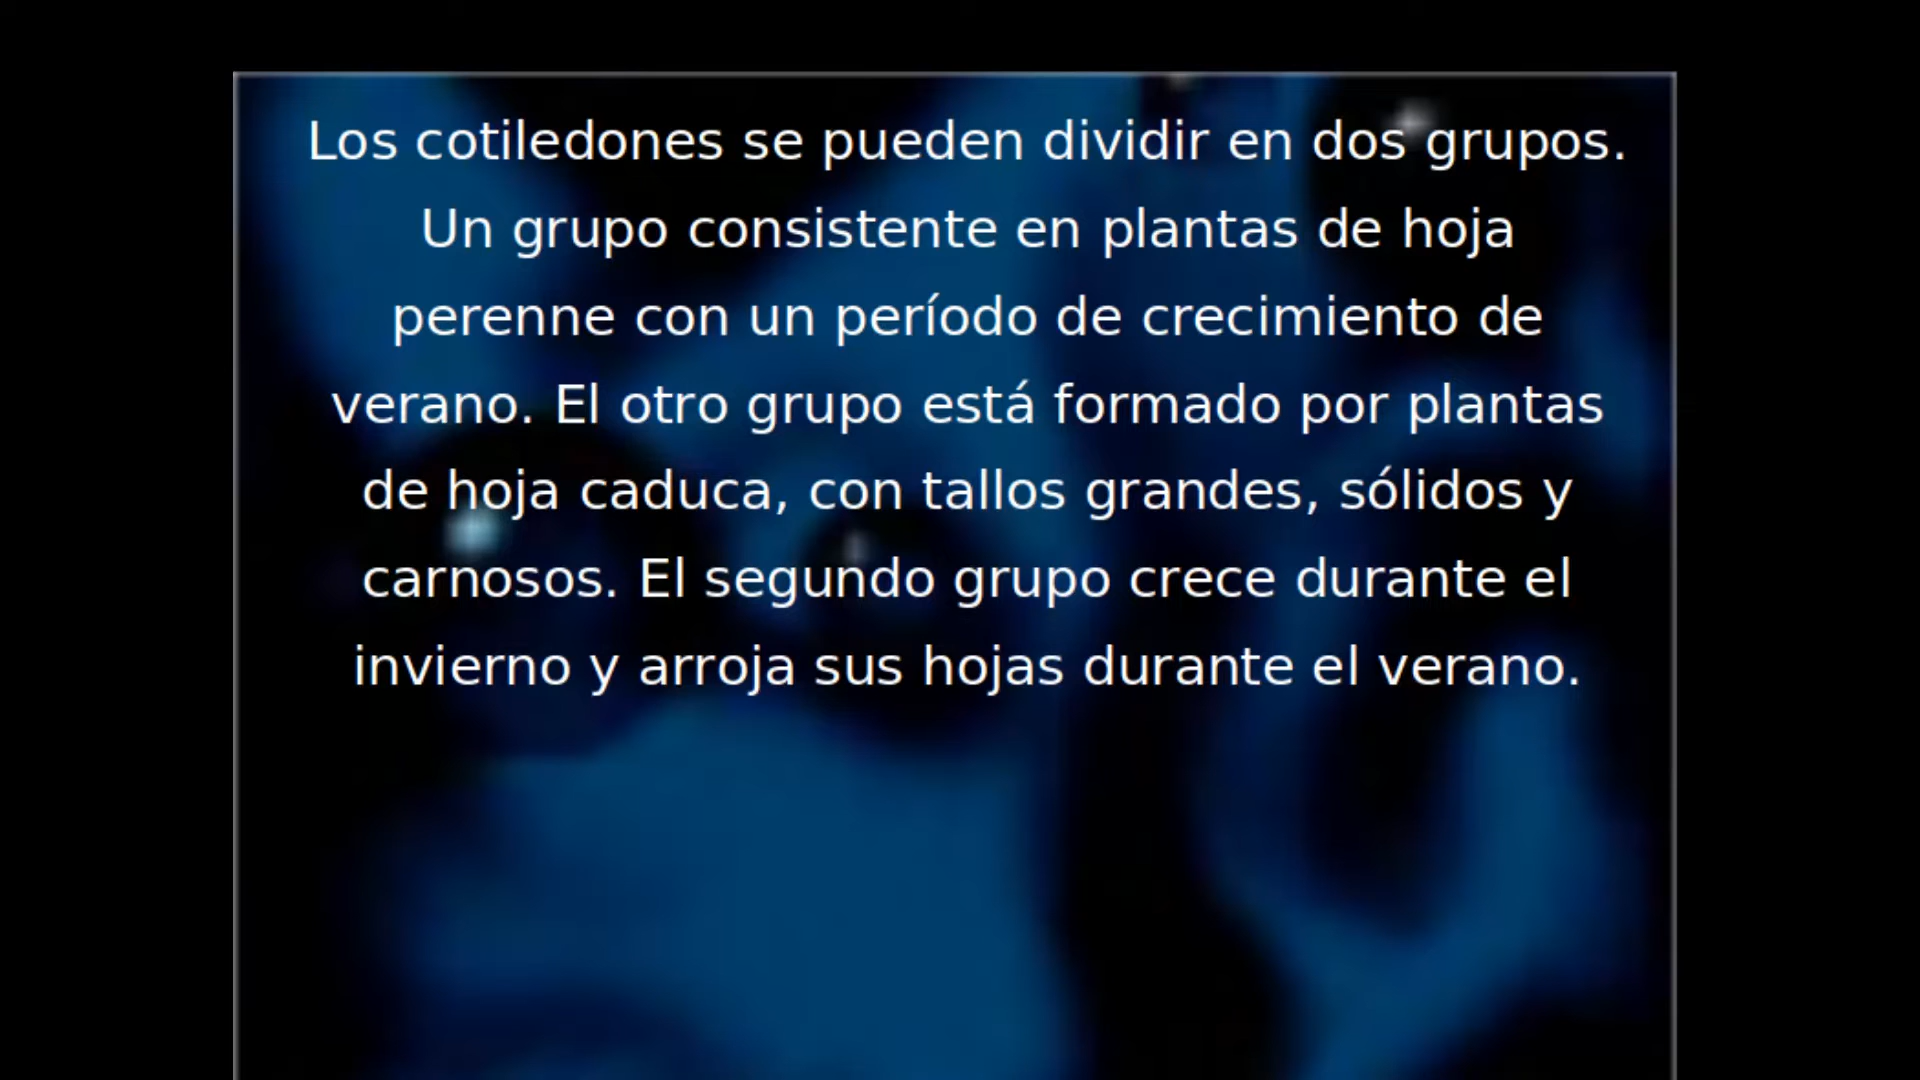 Los cotiledones se pueden dividir en dos grupos.
Un grupo consistente en plantas de hoja
perenne con un período de crecimiento de
verano. El otro grupo está formado por plantas
de hoja caduca, con tallos grandes, sólidos y
carnosos. El segundo grupo crece durante el
invierno y arroja sus hojas durante el verano.